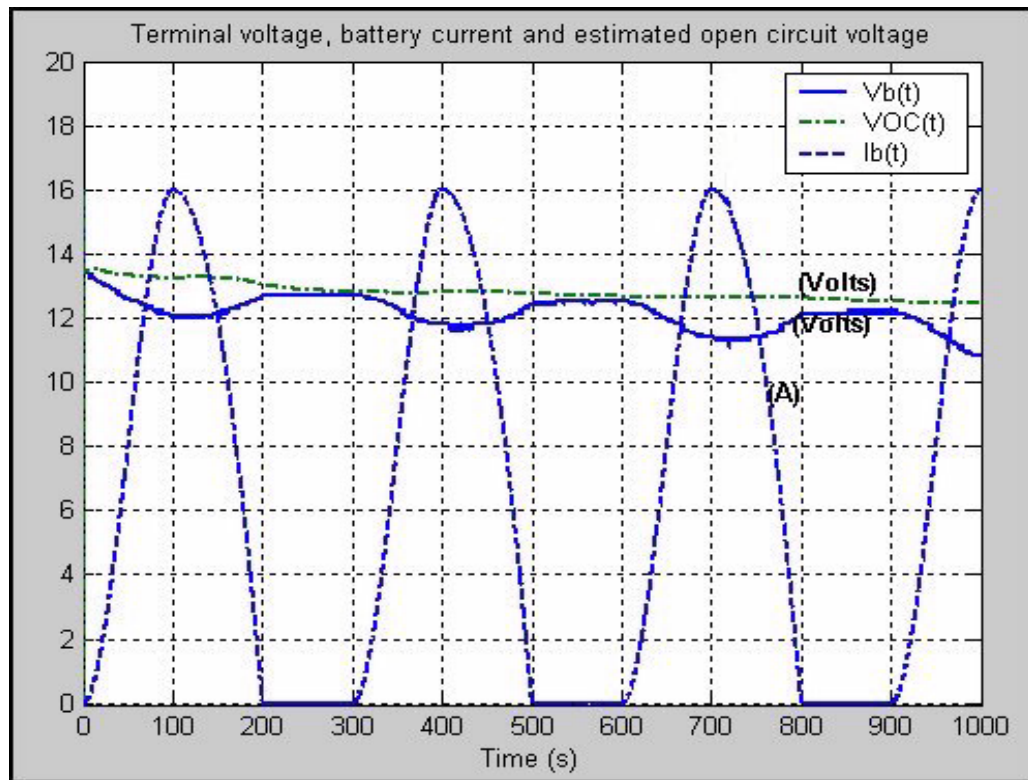 Terminal voltage, battery current and estimated open circuit voltage
20
18
16
14
12
10
8
6
4
2
0
Vb(t)
VOC(t)
Ib(t)
(Volts)
(Volts)
(A)
0 100 200 300 400 500 600 700 800 900 1000
Time (s)